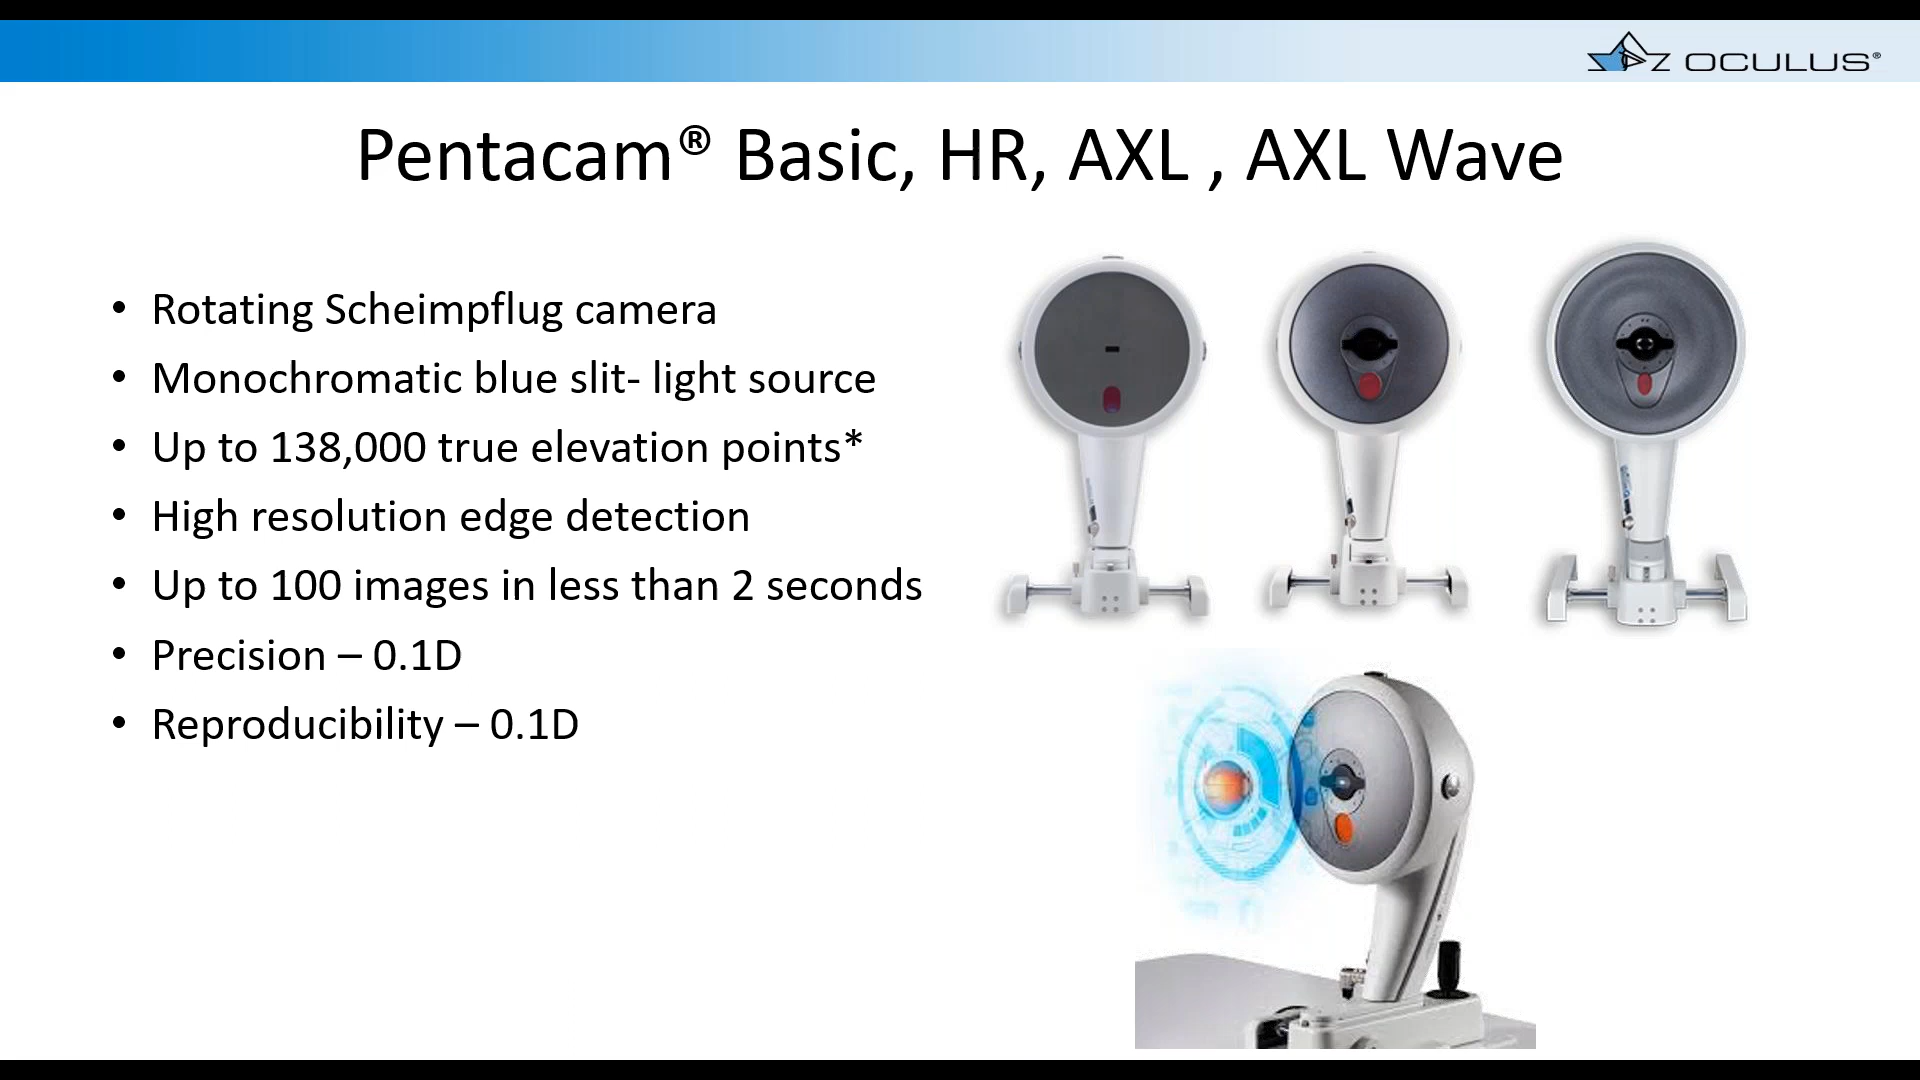 OCULUS®
Pentacam® Basic, HR, AXL , AXL Wave
• Rotating Scheimpflug camera
• Monochromatic blue slit- light source
• Up to 138,000 true elevation points*
• High resolution edge detection
• Up to 100 images in less than 2 seconds
• Precision – 0.1D
• Reproducibility – 0.1D